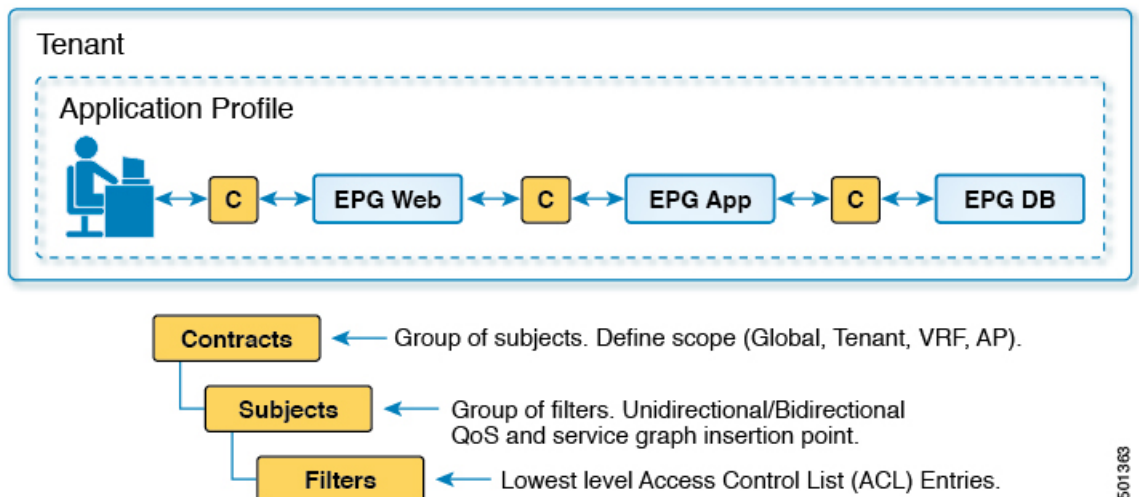 Tenant
Application Profile
C
EPG Web
C
EPG App
C
EPG DB
Contracts
Group of subjects. Define scope (Global, Tenant, VRF, AP).
Subjects
Group of filters. Unidirectional/Bidirectional
QoS and service graph insertion point.
Filters
Lowest level Access Control List (ACL) Entries.
501363